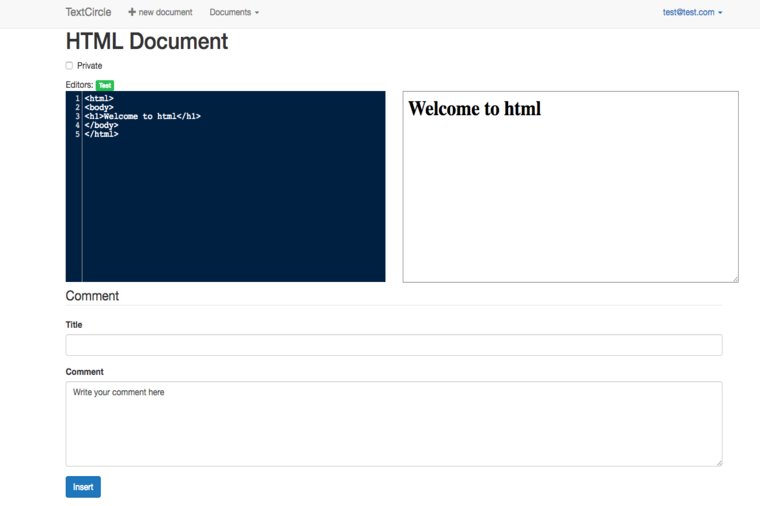 TextCircle + new document Documents test@test.com
HTML Document
Private
Editors: Test
1 <html>
2 <body>
3 <h1>Welcome to html</h1>
4 </body>
5 </html>
Welcome to html
Comment
Title
Comment
Write your comment here
Insert